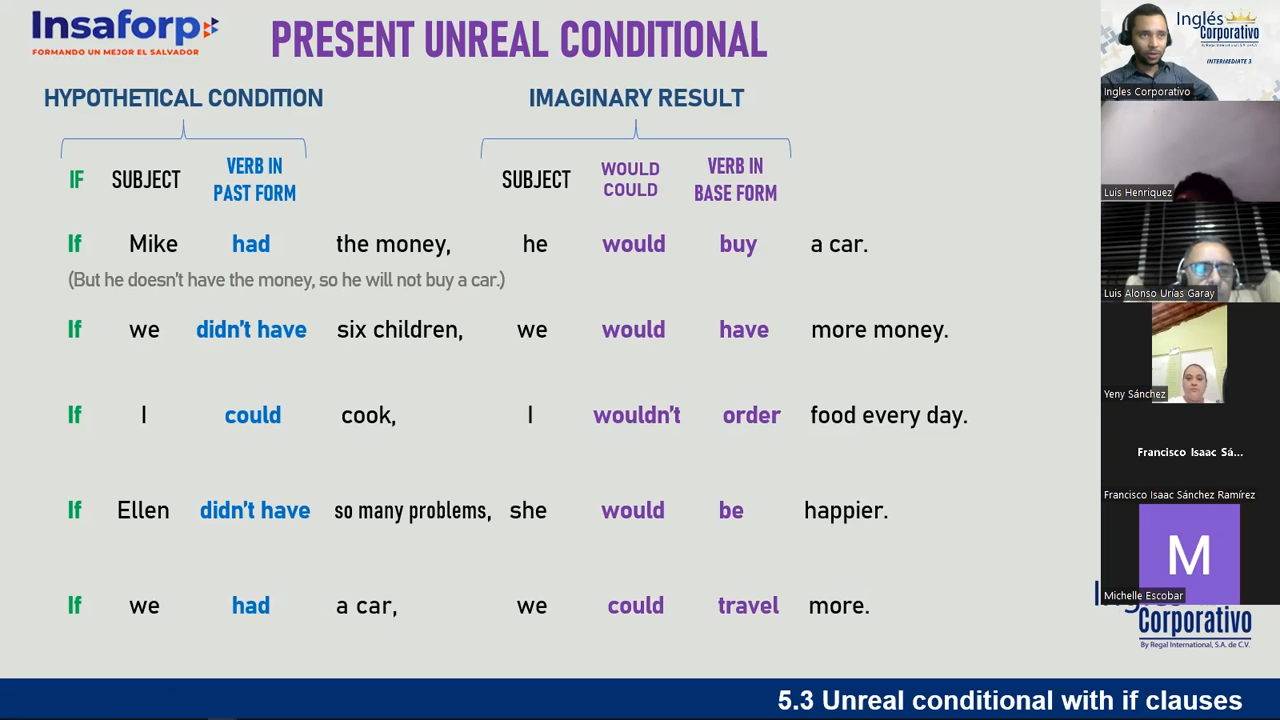 Insaforp
FORMANDO UN MEJOR EL SALVADOR
PRESENT UNREAL CONDITIONAL
HYPOTHETICAL CONDITION
IMAGINARY RESULT
IF SUBJECT VERB IN PAST FORM SUBJECT WOULD COULD VERB IN BASE FORM
If Mike had the money, he would buy a car.
(But he doesn't have the money, so he will not buy a car.)
If we didn't have six children, we would have more money.
If I could cook, I wouldn't order food every day.
If Ellen didn't have so many problems, she would be happier.
If we had a car, we could travel more.
5.3 Unreal conditional with if clauses
Inglés
Corporativo
By Regal International, S.A. de C.V.
INTERMEDIATE 3
Ingles Corporativo
Luis Henriquez
Luis Alonso Urías Garay
Yeny Sánchez
Francisco Isaac Sá...
Francisco Isaac Sánchez Ramírez
M
Michelle Escobar
Corporativo
By Regal International, S.A. de C.V.